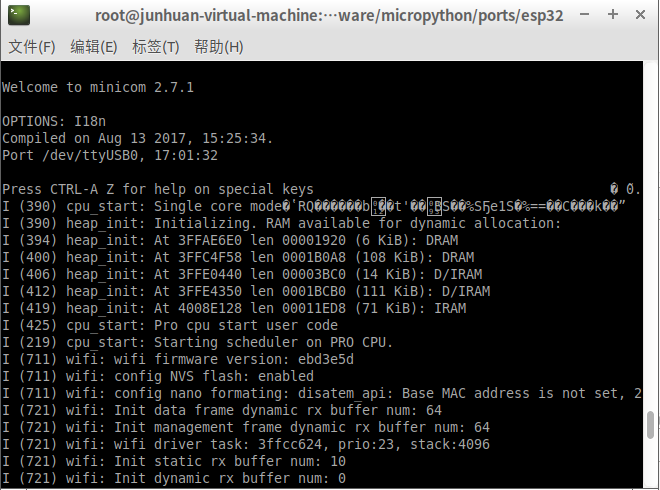 root@junhuan-virtual-machine:…ware/micropython/ports/esp32
文件(F) 编辑(E) 标签(T) 帮助(H)
Welcome to minicom 2.7.1
OPTIONS: I18n
Compiled on Aug 13 2017, 15:25:34.
Port /dev/ttyUSB0, 17:01:32
Press CTRL-A Z for help on special keys
I (390) cpu_start: Single core mode
I (390) heap_init: Initializing. RAM available for dynamic allocation:
I (394) heap_init: At 3FFAE6E0 len 00001920 (6 KiB): DRAM
I (400) heap_init: At 3FFC4F58 len 0001B0A8 (108 KiB): DRAM
I (406) heap_init: At 3FFE0440 len 00003BC0 (14 KiB): D/IRAM
I (412) heap_init: At 3FFE4350 len 0001BCB0 (111 KiB): D/IRAM
I (419) heap_init: At 4008E128 len 00011ED8 (71 KiB): IRAM
I (425) cpu_start: Pro cpu start user code
I (219) cpu_start: Starting scheduler on PRO CPU.
I (711) wifi: wifi firmware version: ebd3e5d
I (711) wifi: config NVS flash: enabled
I (711) wifi: config nano formating: disatem_api: Base MAC address is not set, 2
I (721) wifi: Init data frame dynamic rx buffer num: 64
I (721) wifi: Init management frame dynamic rx buffer num: 64
I (721) wifi: wifi driver task: 3ffcc624, prio:23, stack:4096
I (721) wifi: Init static rx buffer num: 10
I (721) wifi: Init dynamic rx buffer num: 0